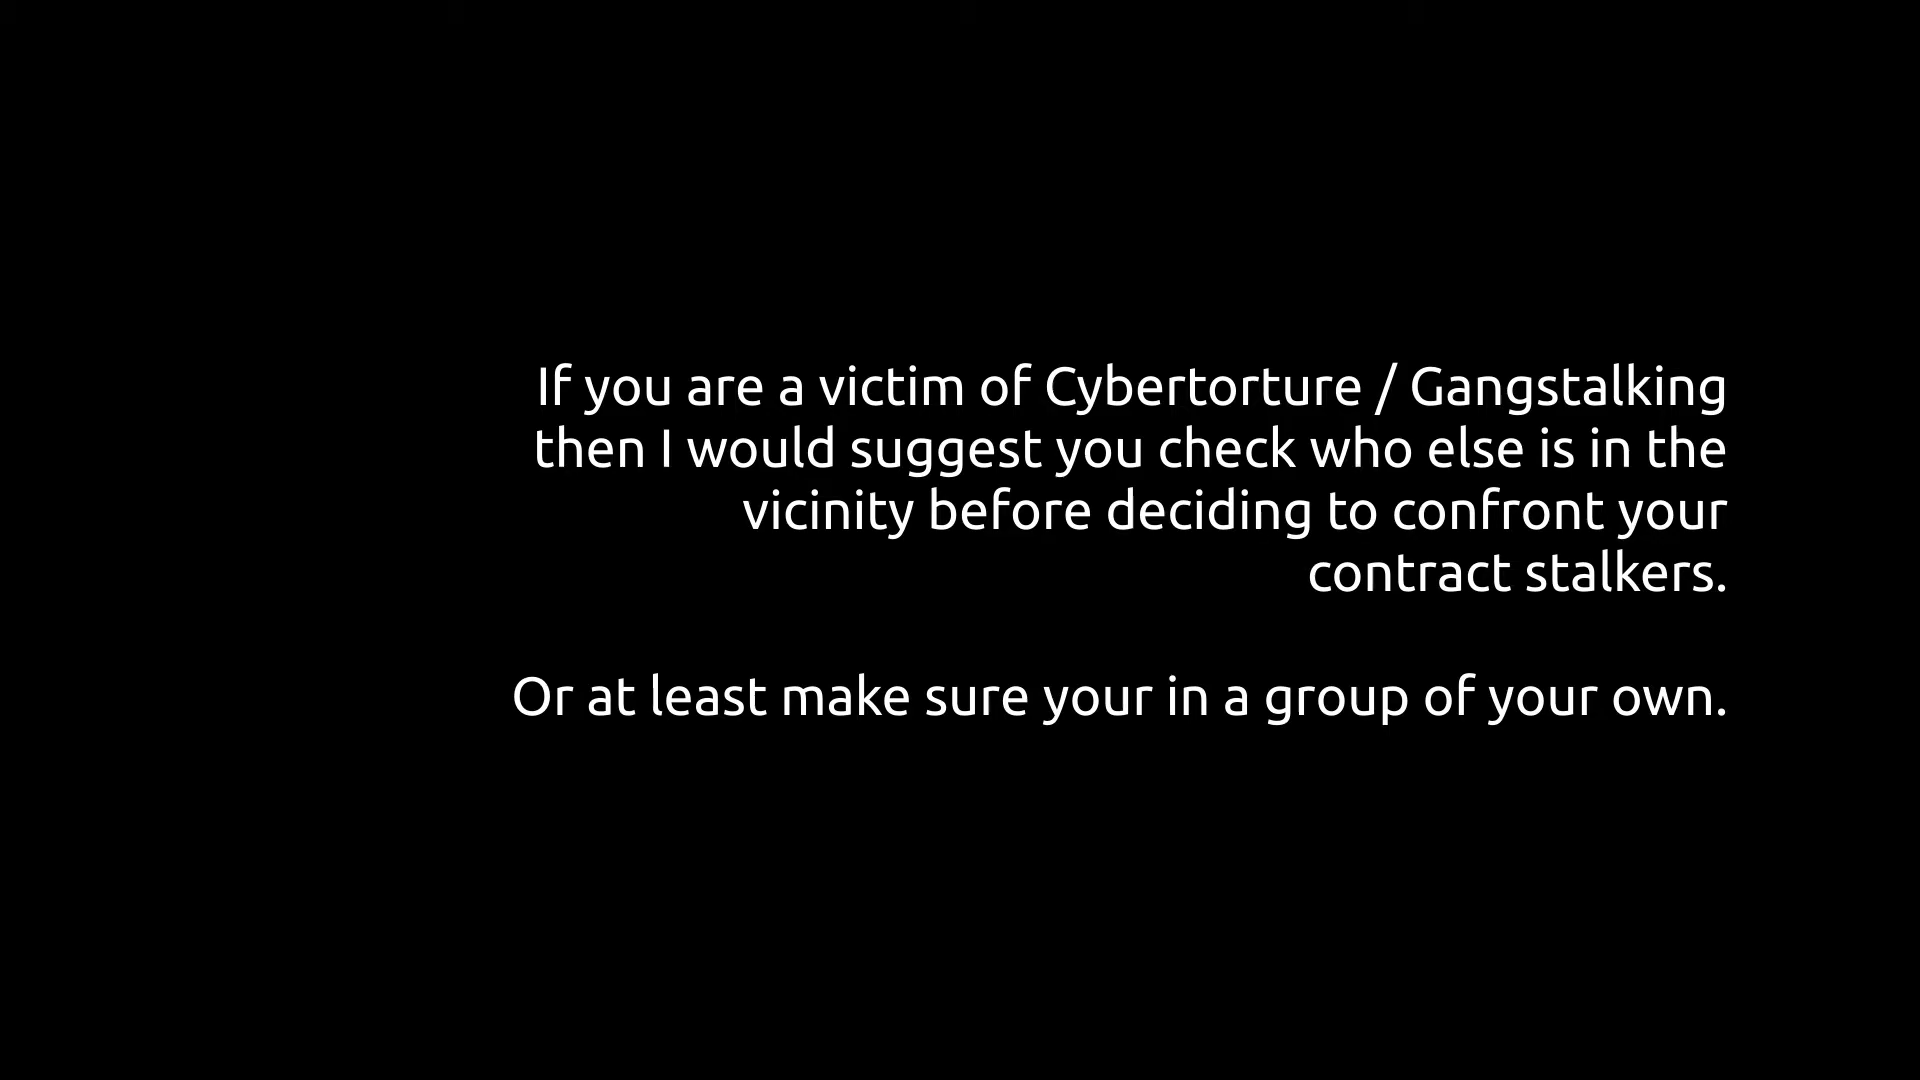 If you are a victim of Cybertorture / Gangstalking
then I would suggest you check who else is in the
vicinity before deciding to confront your
contract stalkers.
Or at least make sure your in a group of your own.